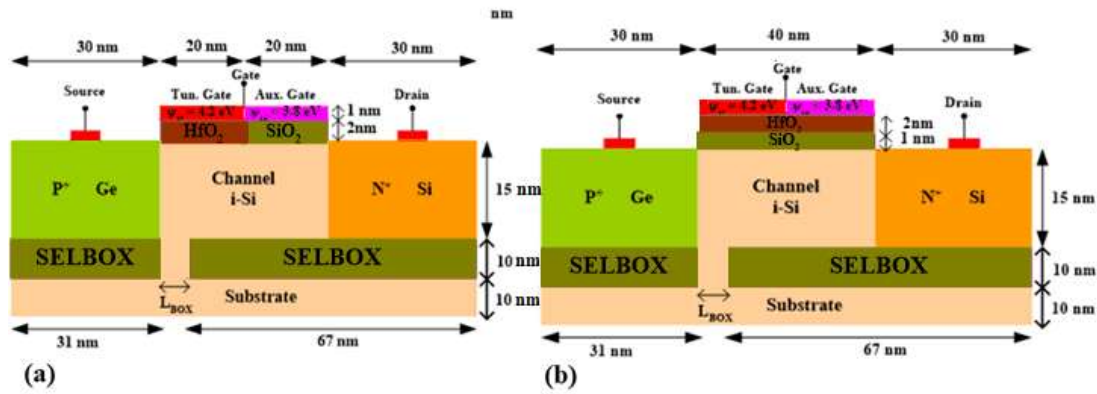 nm
30 nm 20 nm 20 nm 30 nm
Gate
Source Tun. Gate Aux. Gate Drain
= 4.2 eV = 3.8 eV 1 nm
HfO₂ SiO₂ 2nm
P⁺ Ge Channel i-Si N⁺ Si 15 nm
SELBOX SELBOX 10 nm
L_BOX Substrate 10 nm
31 nm 67 nm
(a)
30 nm 40 nm 30 nm
Gate
Source Tun. Gate Aux. Gate Drain
= 4.2 eV = 3.8 eV
HfO₂ 2nm
SiO₂ 1 nm
P⁺ Ge Channel i-Si N⁺ Si 15 nm
SELBOX SELBOX 10 nm
L_BOX Substrate 10 nm
31 nm 67 nm
(b)